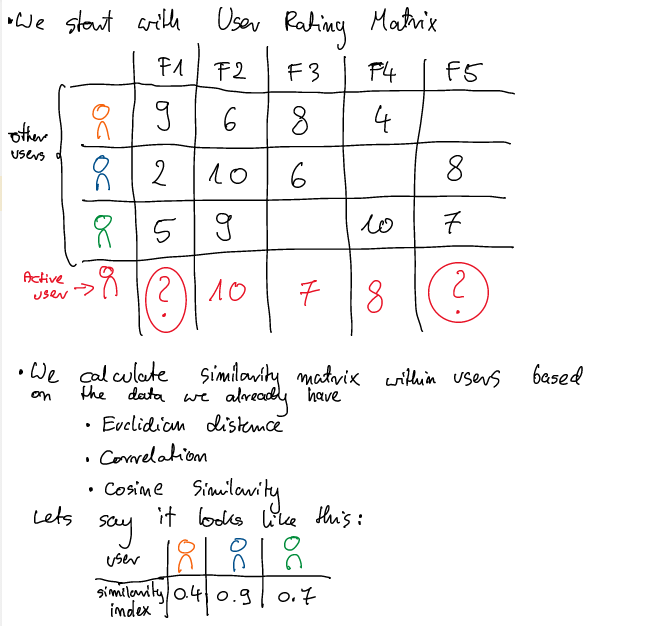 •We start with User Rating Matrix
F1 F2 F3 F4 F5
9 6 8 4
other users
2 10 6 8
5 9 10 7
Active user → ? 10 7 8 ?
• We calculate similarity matrix within users based
on the data we already have
• Euclidian distance
• Correlation
• Cosine Similarity
Lets say it looks like this:
user
similarity index 0.4 0.9 0.7